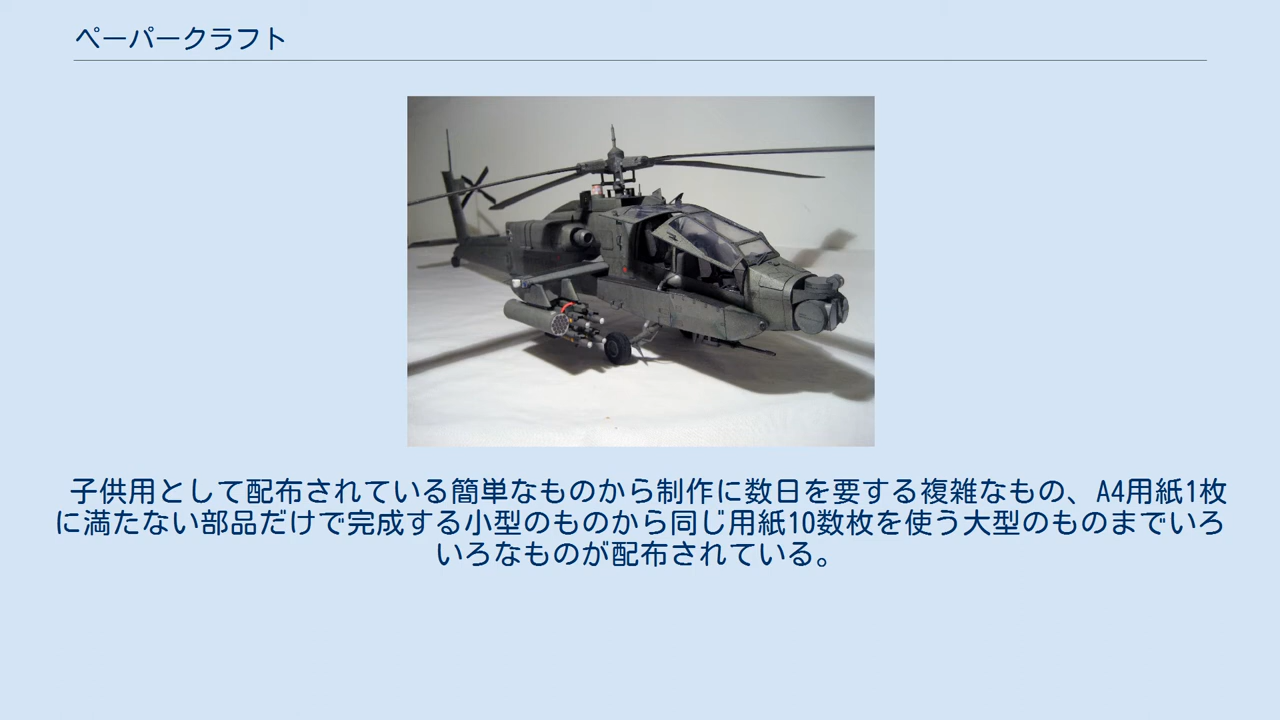 ペーパークラフト
子供用として配布されている簡単なものから制作に数日を要する複雑なもの、A4用紙1枚
に満たない部品だけで完成する小型のものから同じ用紙10数枚を使う大型のものまでいろ
いろなものが配布されている。